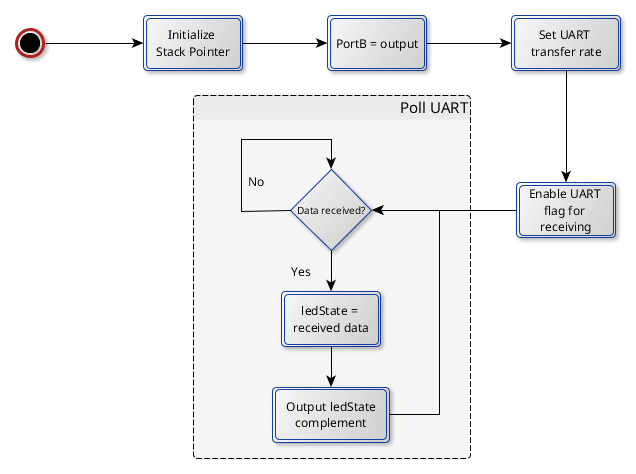 Initialize
Stack Pointer
PortB = output
Set UART
transfer rate
Poll UART
No
Data received?
Enable UART
flag for
receiving
Yes
ledState =
received data
Output ledState
complement